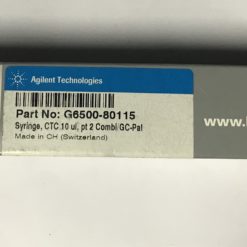 Agilent Technologies
Part No: G6500-80115
Syringe, CTC 10 ul, pt 2 Combi/GC-Pal
Made in CH (Switzerland)
www.